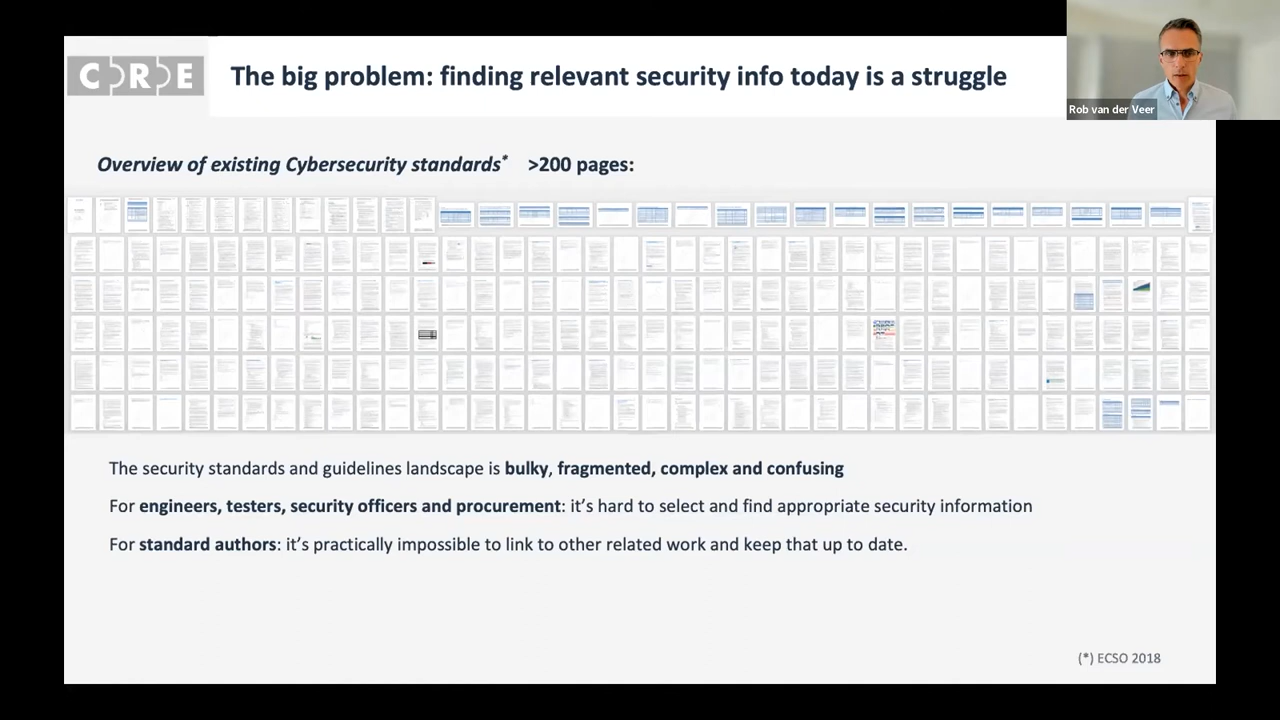 CRE
The big problem: finding relevant security info today is a struggle
Rob van der Veer
Overview of existing Cybersecurity standards* >200 pages:
The security standards and guidelines landscape is bulky, fragmented, complex and confusing
For engineers, testers, security officers and procurement: it's hard to select and find appropriate security information
For standard authors: it's practically impossible to link to other related work and keep that up to date.
(*) ECSO 2018